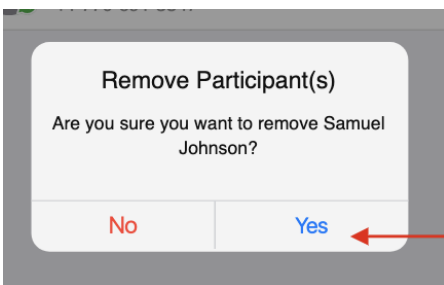 Remove Participant(s)
Are you sure you want to remove Samuel
Johnson?
No
Yes